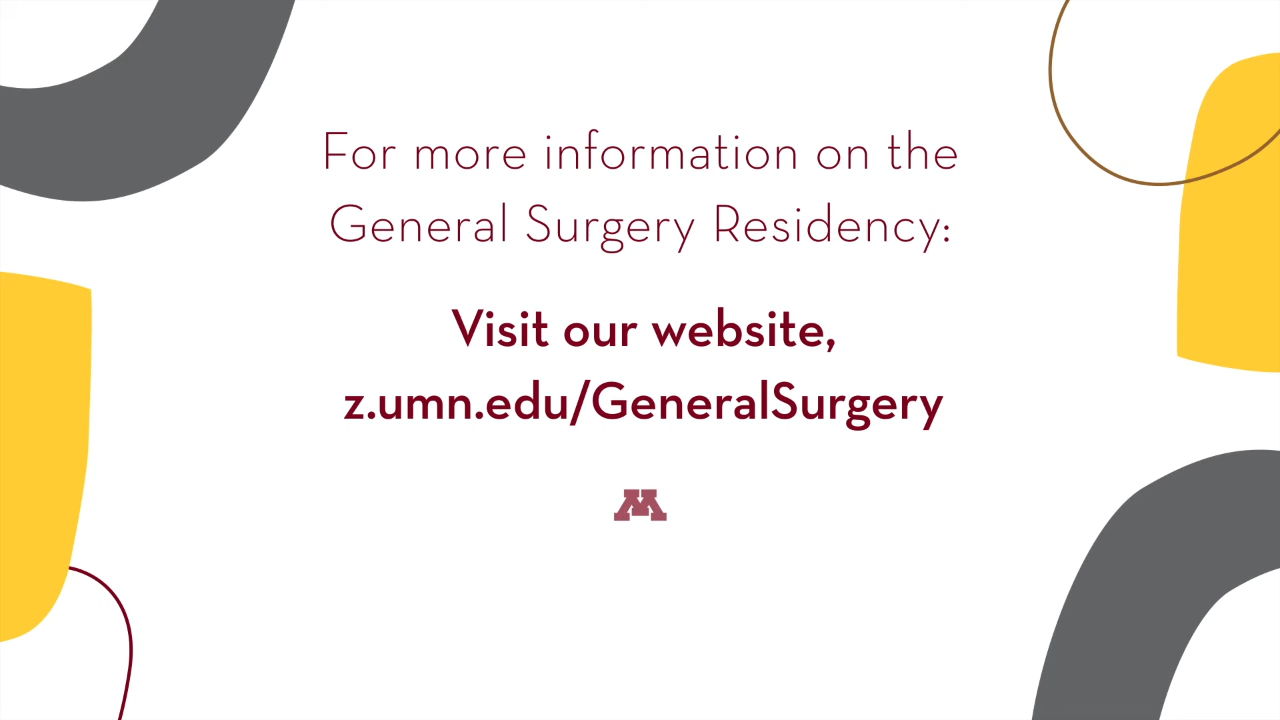 For more information on the
General Surgery Residency:
Visit our website,
z.umn.edu/GeneralSurgery
M